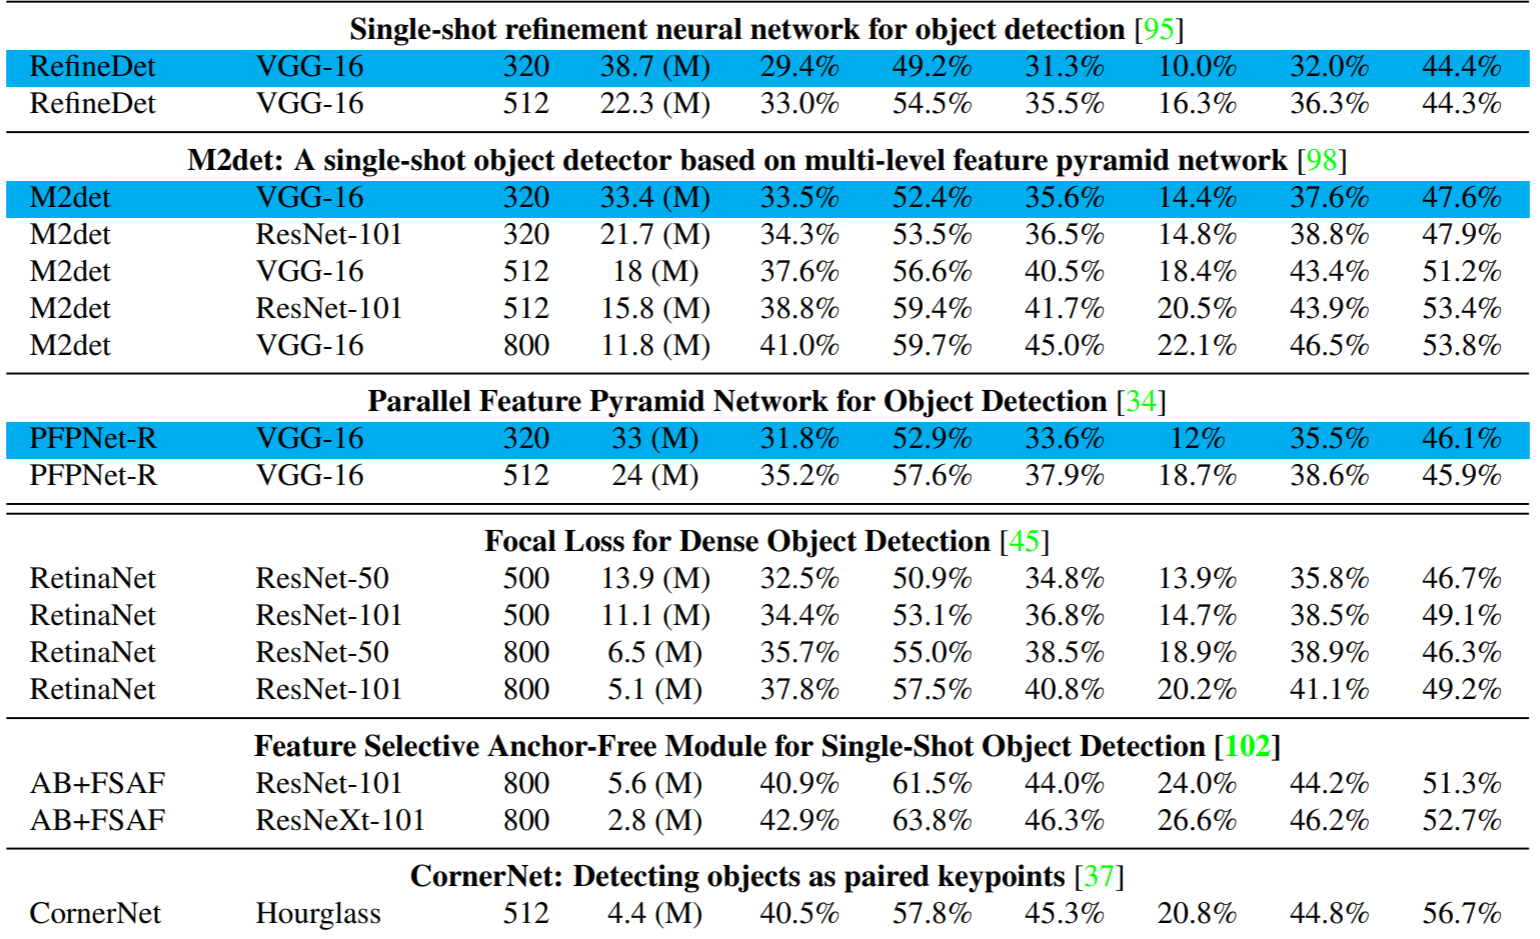 Single-shot refinement neural network for object detection [95]
RefineDet VGG-16 320 38.7 (M) 29.4% 49.2% 31.3% 10.0% 32.0% 44.4%
RefineDet VGG-16 512 22.3 (M) 33.0% 54.5% 35.5% 16.3% 36.3% 44.3%
M2det: A single-shot object detector based on multi-level feature pyramid network [98]
M2det VGG-16 320 33.4 (M) 33.5% 52.4% 35.6% 14.4% 37.6% 47.6%
M2det ResNet-101 320 21.7 (M) 34.3% 53.5% 36.5% 14.8% 38.8% 47.9%
M2det VGG-16 512 18 (M) 37.6% 56.6% 40.5% 18.4% 43.4% 51.2%
M2det ResNet-101 512 15.8 (M) 38.8% 59.4% 41.7% 20.5% 43.9% 53.4%
M2det VGG-16 800 11.8 (M) 41.0% 59.7% 45.0% 22.1% 46.5% 53.8%
Parallel Feature Pyramid Network for Object Detection [34]
PFPNet-R VGG-16 320 33 (M) 31.8% 52.9% 33.6% 12% 35.5% 46.1%
PFPNet-R VGG-16 512 24 (M) 35.2% 57.6% 37.9% 18.7% 38.6% 45.9%
Focal Loss for Dense Object Detection [45]
RetinaNet ResNet-50 500 13.9 (M) 32.5% 50.9% 34.8% 13.9% 35.8% 46.7%
RetinaNet ResNet-101 500 11.1 (M) 34.4% 53.1% 36.8% 14.7% 38.5% 49.1%
RetinaNet ResNet-50 800 6.5 (M) 35.7% 55.0% 38.5% 18.9% 38.9% 46.3%
RetinaNet ResNet-101 800 5.1 (M) 37.8% 57.5% 40.8% 20.2% 41.1% 49.2%
Feature Selective Anchor-Free Module for Single-Shot Object Detection [102]
AB+FSAF ResNet-101 800 5.6 (M) 40.9% 61.5% 44.0% 24.0% 44.2% 51.3%
AB+FSAF ResNeXt-101 800 2.8 (M) 42.9% 63.8% 46.3% 26.6% 46.2% 52.7%
CornerNet: Detecting objects as paired keypoints [37]
CornerNet Hourglass 512 4.4 (M) 40.5% 57.8% 45.3% 20.8% 44.8% 56.7%